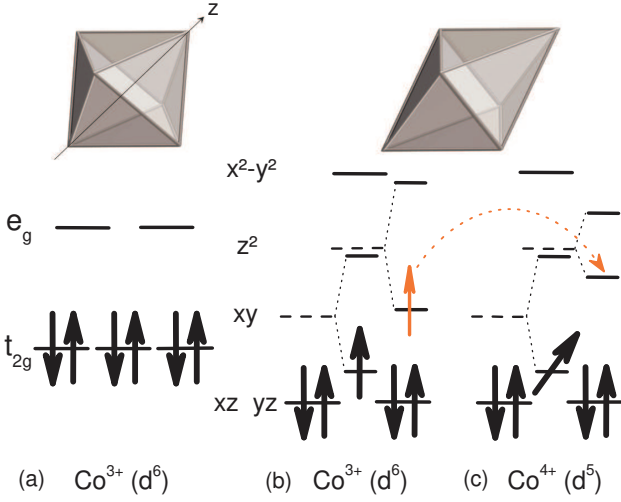 z
x²-y²
e_g
z²
xy
t_2g
xz yz
(a) Co³⁺ (d⁶)
(b) Co³⁺ (d⁶)
(c) Co⁴⁺ (d⁵)